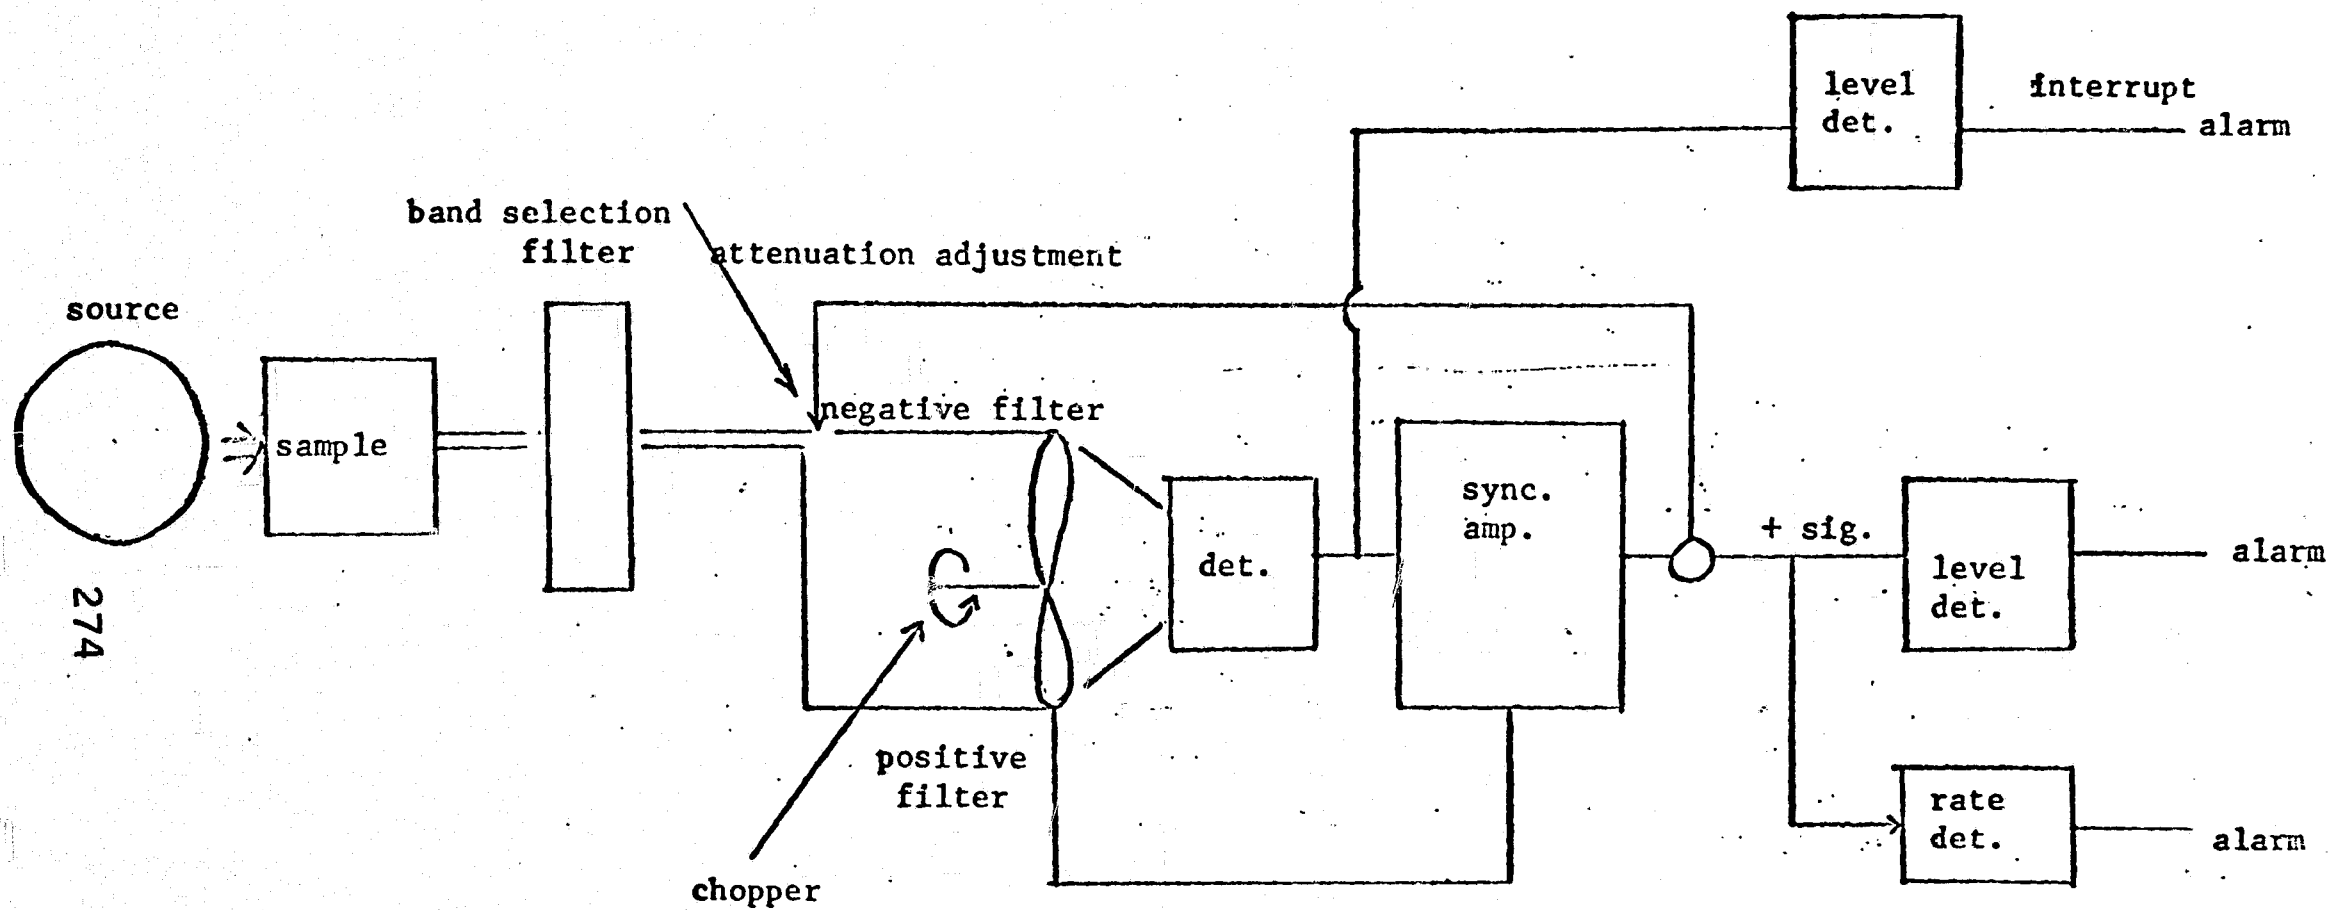 level
det.
interrupt
alarm
band selection
filter
attenuation adjustment
source
negative filter
sample
sync.
amp.
+ sig.
det.
level
det.
alarm
274
positive
filter
rate
det.
alarm
chopper